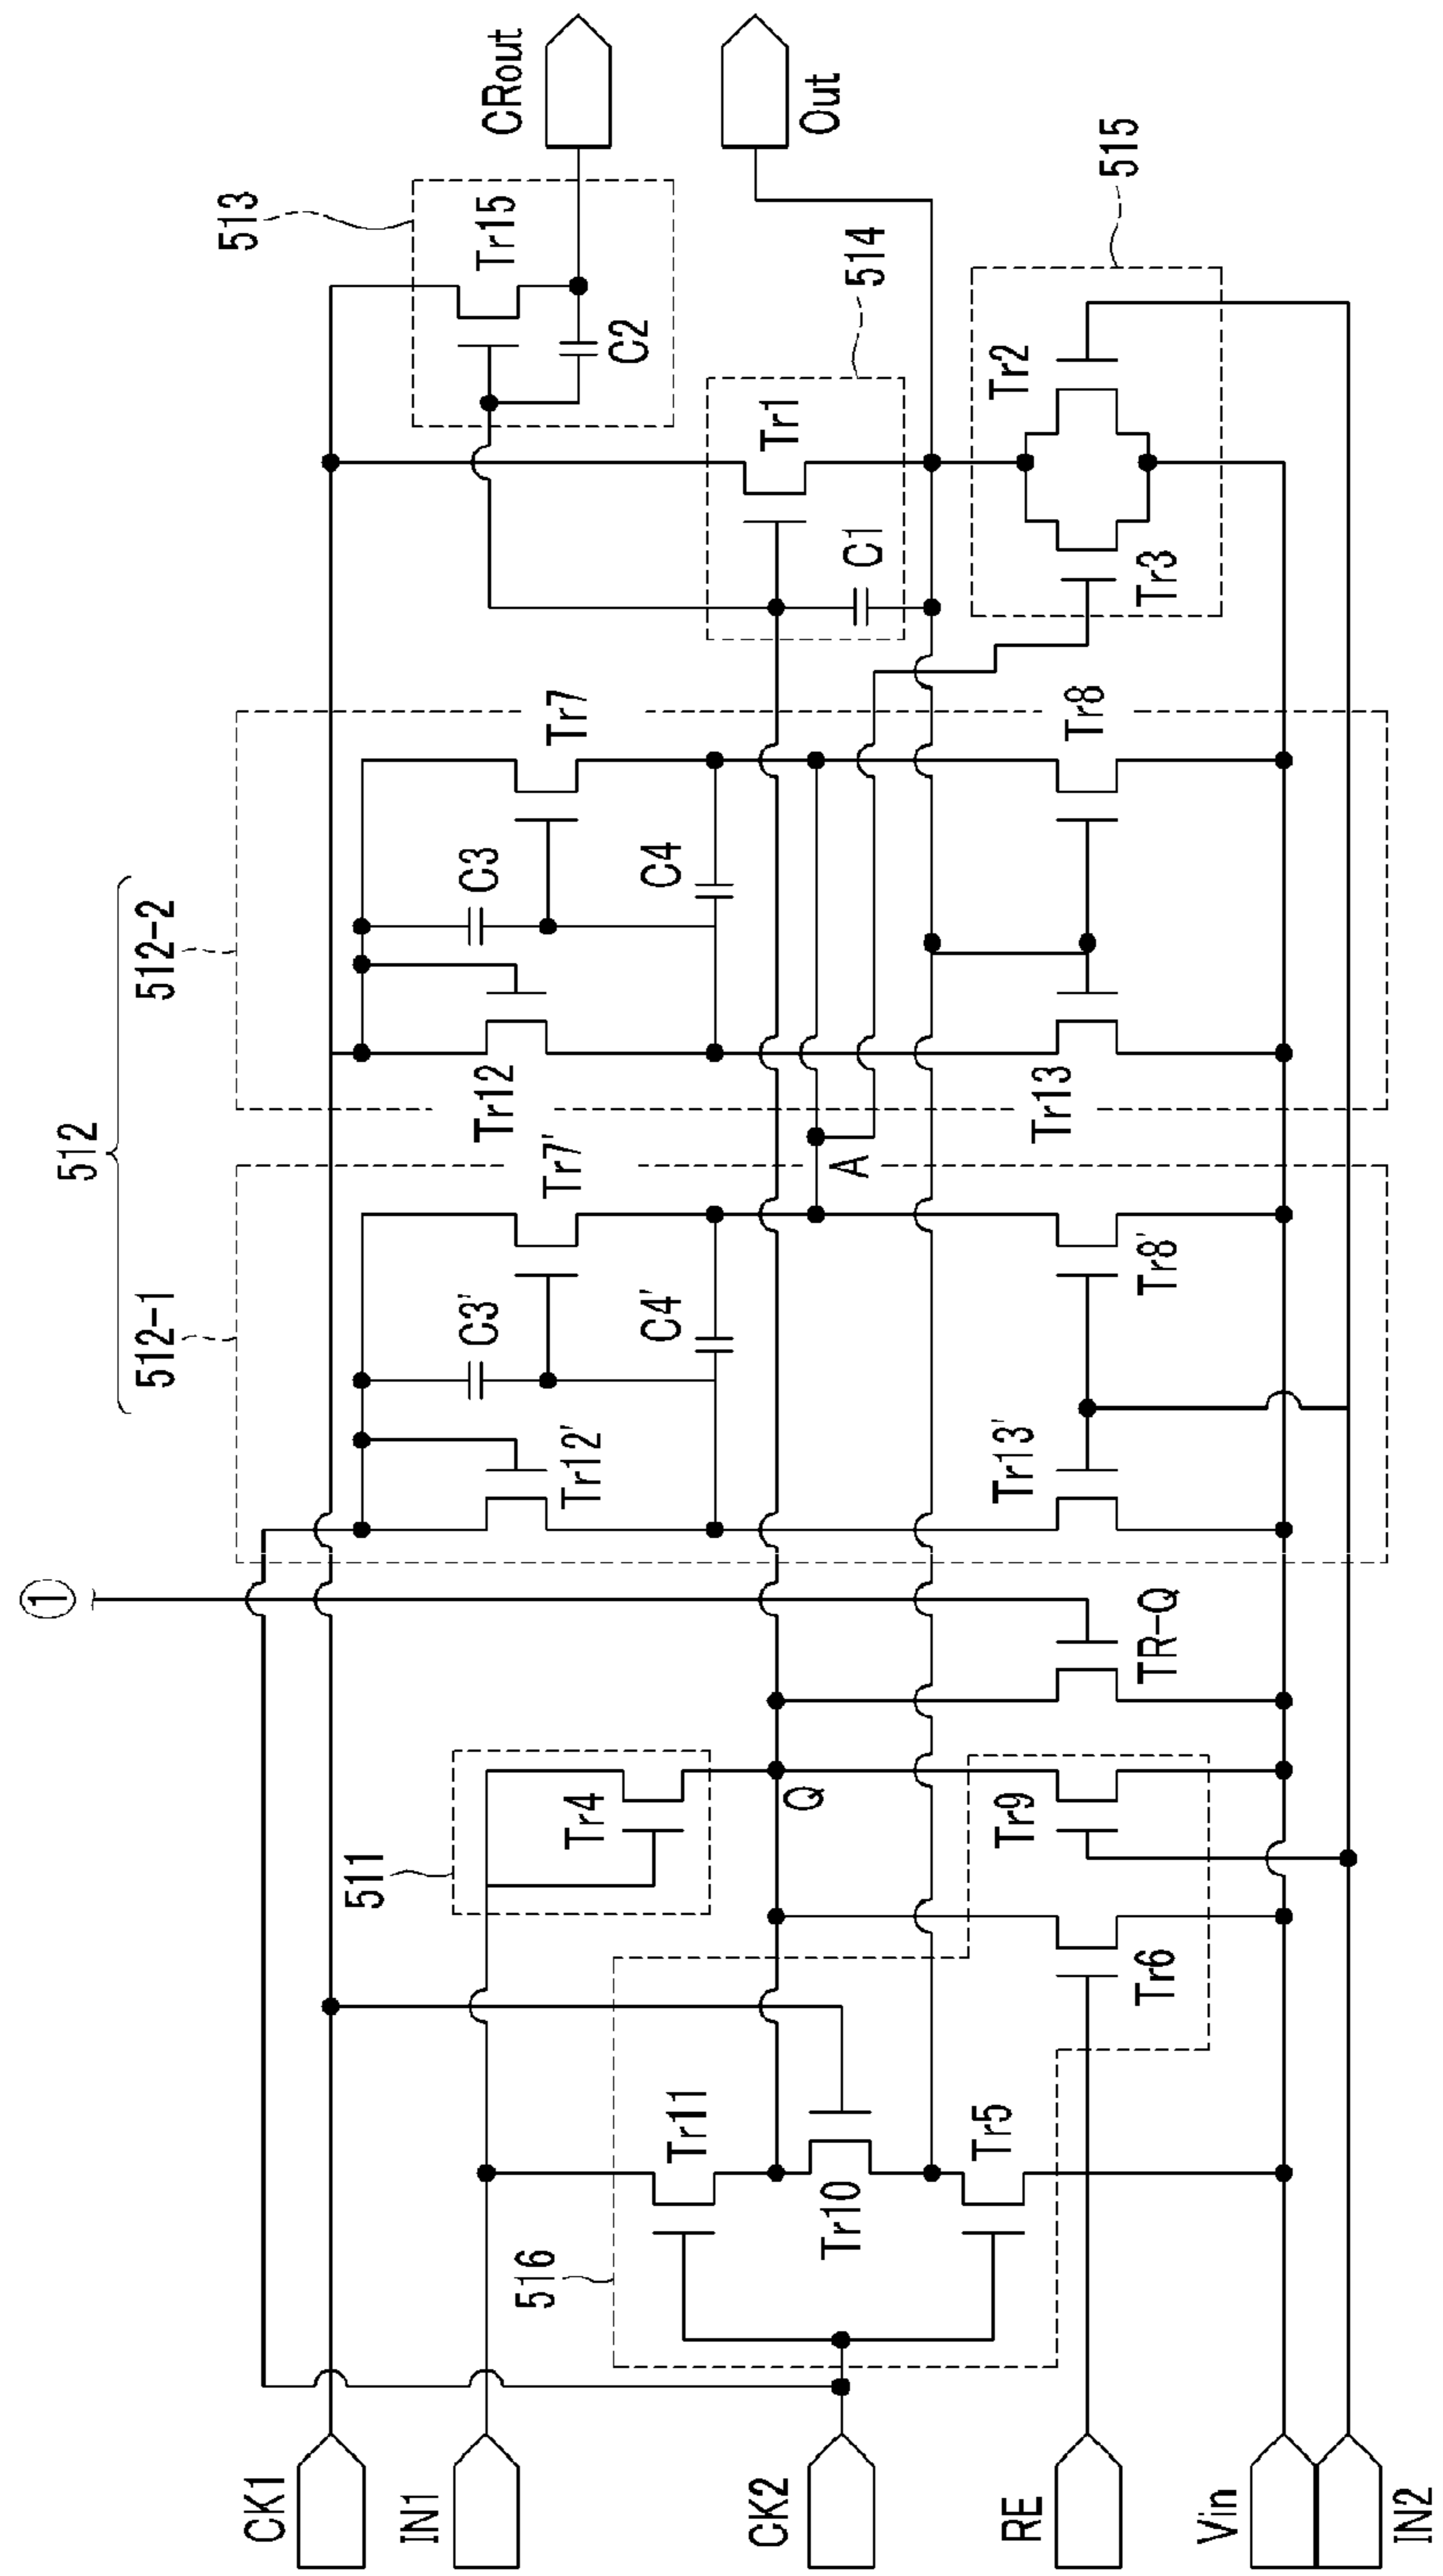 ①
512
512-1
512-2
513
CK1
CRout
511
Tr15
C3'
Tr7'
Tr12
C3
Tr7
IN1
516
Tr4
Tr12'
C2
Tr11
C4'
C4
Tr1
514
CK2
Tr10
Q
A
C1
Out
Tr5
Tr9
Tr13'
Tr13
Tr8
Tr2
RE
Tr6
TR-Q
Tr8'
Tr3
515
Vin
IN2